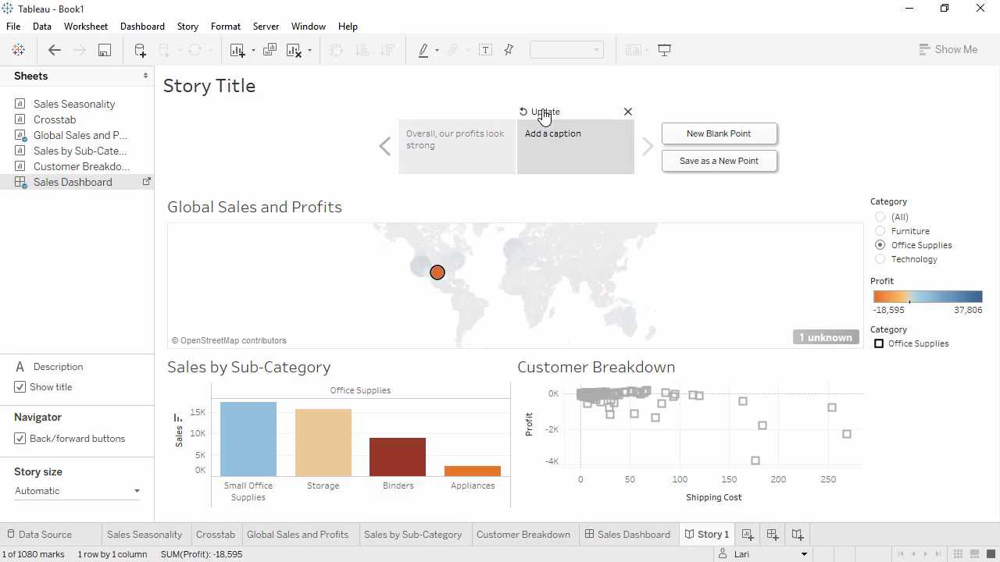 Tableau - Book1
File Data Worksheet Dashboard Story Format Server Window Help
Show Me
Sheets
Sales Seasonality
Crosstab
Global Sales and P...
Sales by Sub-Cate...
Customer Breakdo...
Sales Dashboard
Description
Show title
Navigator
Back/forward buttons
Story size
Automatic
Story Title
Update
Overall, our profits look
strong
Add a caption
New Blank Point
Save as a New Point
Global Sales and Profits
© OpenStreetMap contributors
1 unknown
Category
(All)
Furniture
Office Supplies
Technology
Profit
-18,595 37,806
Category
Office Supplies
Sales by Sub-Category
Office Supplies
Sales
15K
10K
5K
0K
Small Office
Supplies
Storage
Binders
Appliances
Customer Breakdown
Profit
0K
-2K
-4K
0 50 100 150 200 250
Shipping Cost
Data Source Sales Seasonality Crosstab Global Sales and Profits Sales by Sub-Category Customer Breakdown Sales Dashboard Story 1
1 of 1080 marks 1 row by 1 column SUM(Profit): -18,595 Lari